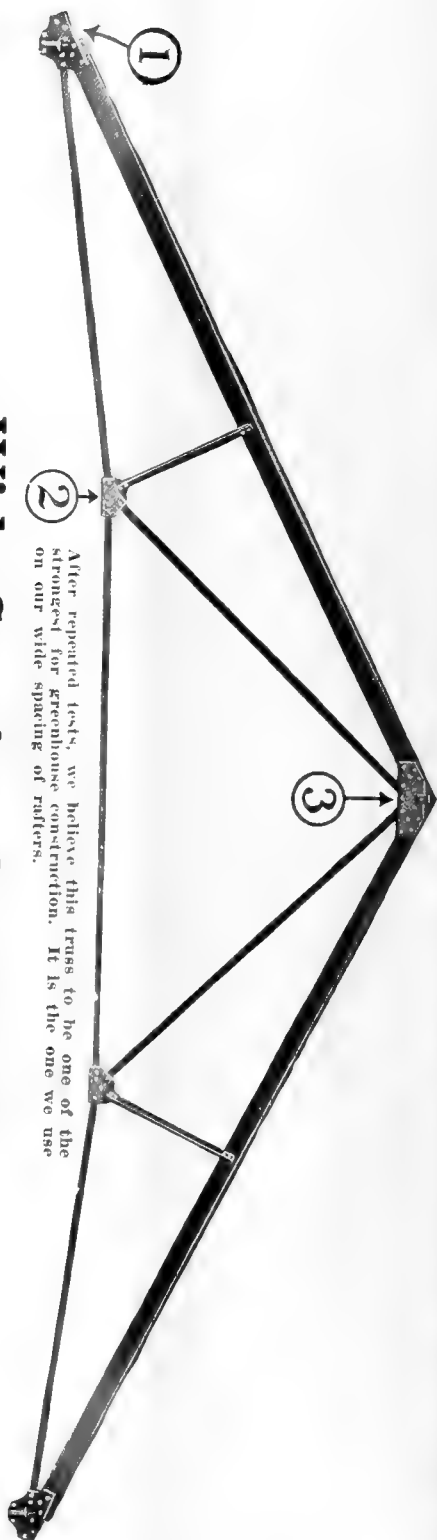 1
2
3
After repeated tests, we believe this truss to be one of the
strongest for greenhouse construction. It is the one we use
on our wide spacing of rafters.